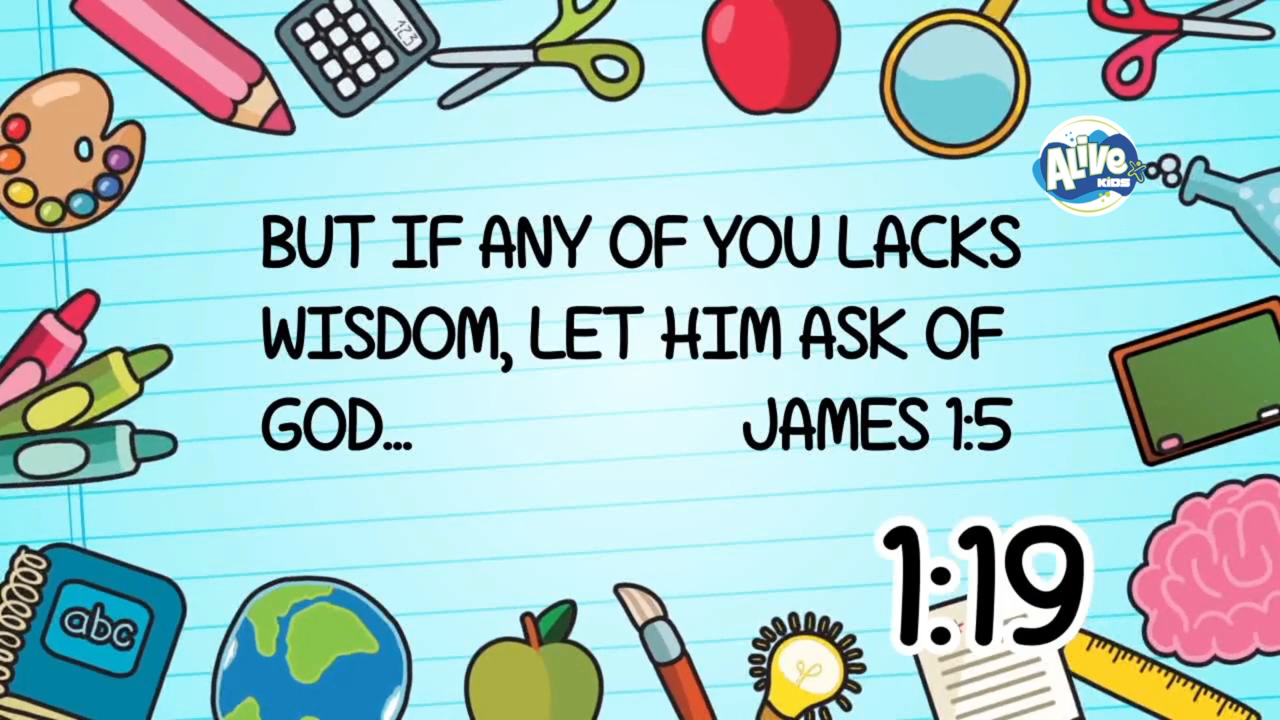 123
ALiVE
KiDS
BUT IF ANY OF YOU LACKS
WISDOM, LET HIM ASK OF
GOD... JAMES 1:5
1:19
abc